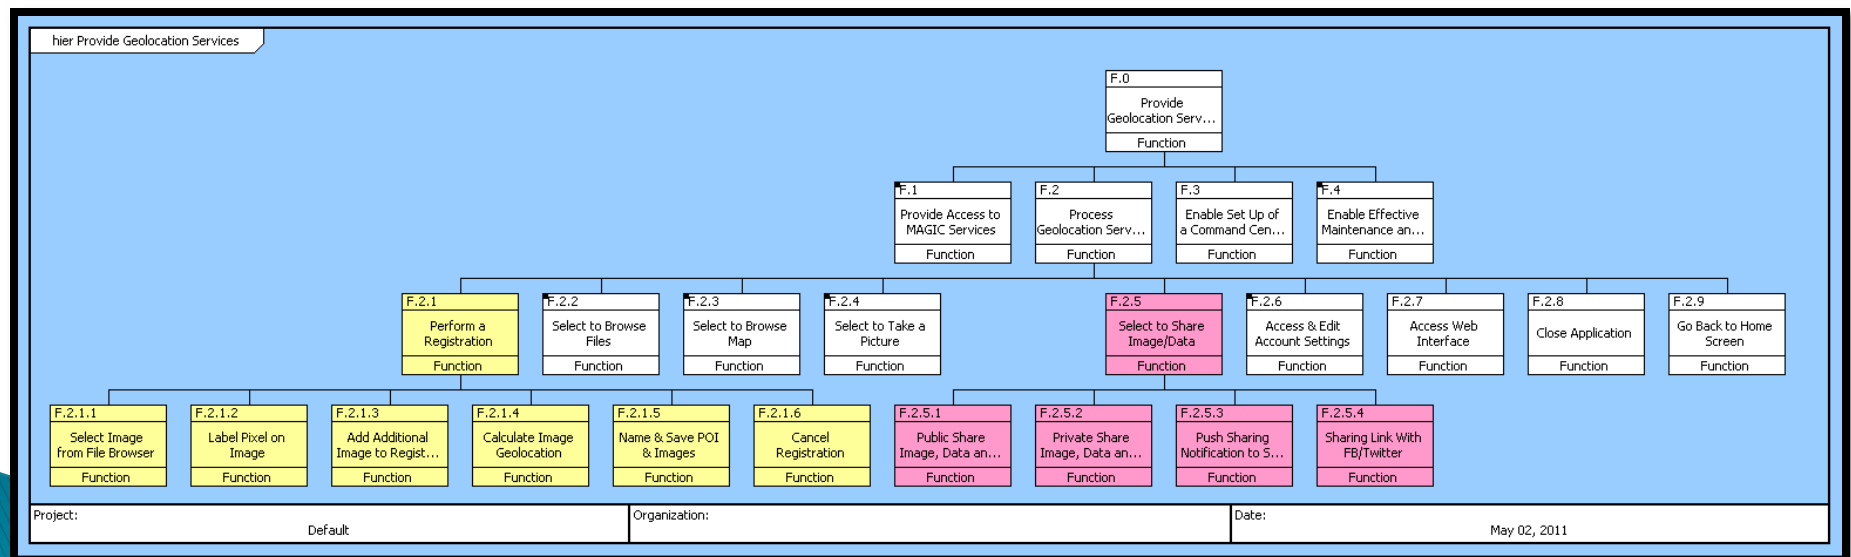 hier Provide Geolocation Services
F.0
Provide
Geolocation Serv...
Function
F.1
Provide Access to
MAGIC Services
Function
F.2
Process
Geolocation Serv...
Function
F.3
Enable Set Up of
a Command Cen...
Function
F.4
Enable Effective
Maintenance an...
Function
F.2.1
Perform a
Registration
Function
F.2.2
Select to Browse
Files
Function
F.2.3
Select to Browse
Map
Function
F.2.4
Select to Take a
Picture
Function
F.2.5
Select to Share
Image/Data
Function
F.2.6
Access & Edit
Account Settings
Function
F.2.7
Access Web
Interface
Function
F.2.8
Close Application
Function
F.2.9
Go Back to Home
Screen
Function
F.2.1.1
Select Image
from File Browser
Function
F.2.1.2
Label Pixel on
Image
Function
F.2.1.3
Add Additional
Image to Regist...
Function
F.2.1.4
Calculate Image
Geolocation
Function
F.2.1.5
Name & Save POI
& Images
Function
F.2.1.6
Cancel
Registration
Function
F.2.5.1
Public Share
Image, Data an...
Function
F.2.5.2
Private Share
Image, Data an...
Function
F.2.5.3
Push Sharing
Notification to S...
Function
F.2.5.4
Sharing Link With
FB/Twitter
Function
Project:
Default
Organization:
Date:
May 02, 2011